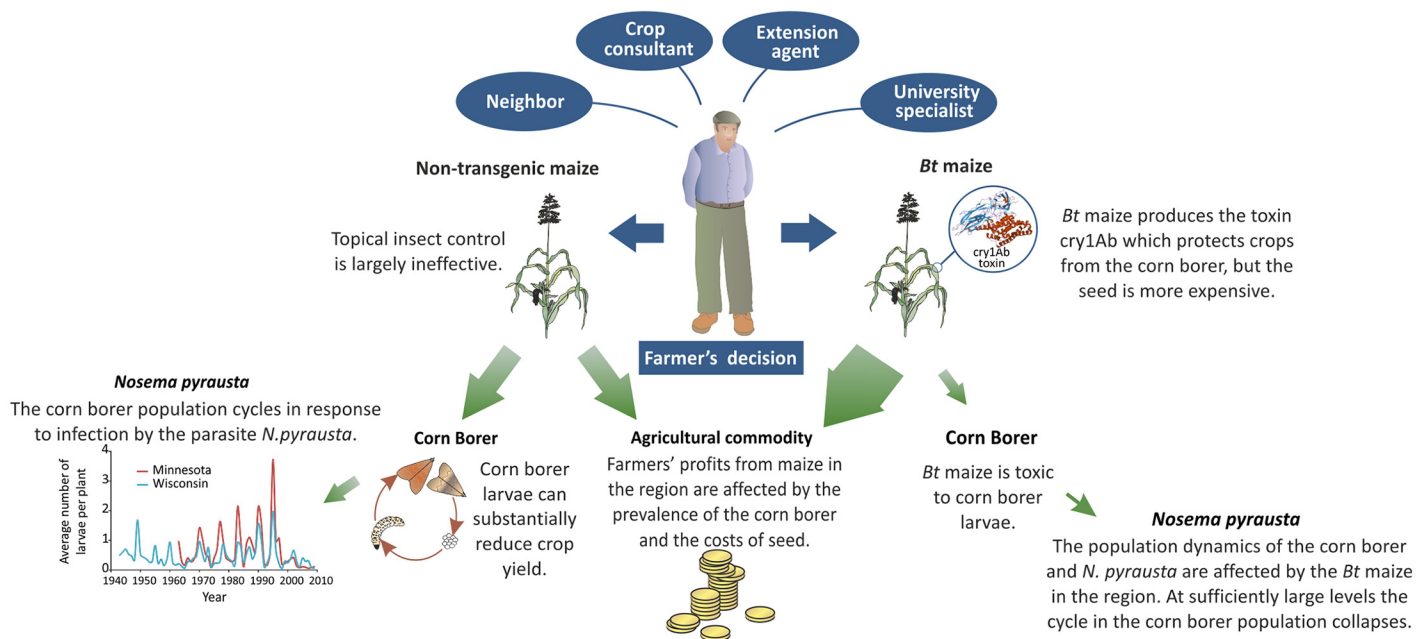 Crop
consultant
Extension
agent
Neighbor
University
specialist
Non-transgenic maize
Bt maize
Topical insect control
is largely ineffective.
cry1Ab
toxin
Bt maize produces the toxin
cry1Ab which protects crops
from the corn borer, but the
seed is more expensive.
Farmer's decision
Nosema pyrausta
The corn borer population cycles in response
to infection by the parasite N.pyrausta.
Average number of
larvae per plant
4
3
2
1
0
Minnesota
Wisconsin
1940 1950 1960 1970 1980 1990 2000 2010
Year
Corn Borer
Corn borer
larvae can
substantially
reduce crop
yield.
Agricultural commodity
Farmers' profits from maize in
the region are affected by the
prevalence of the corn borer
and the costs of seed.
Corn Borer
Bt maize is toxic
to corn borer
larvae.
Nosema pyrausta
The population dynamics of the corn borer
and N. pyrausta are affected by the Bt maize
in the region. At sufficiently large levels the
cycle in the corn borer population collapses.